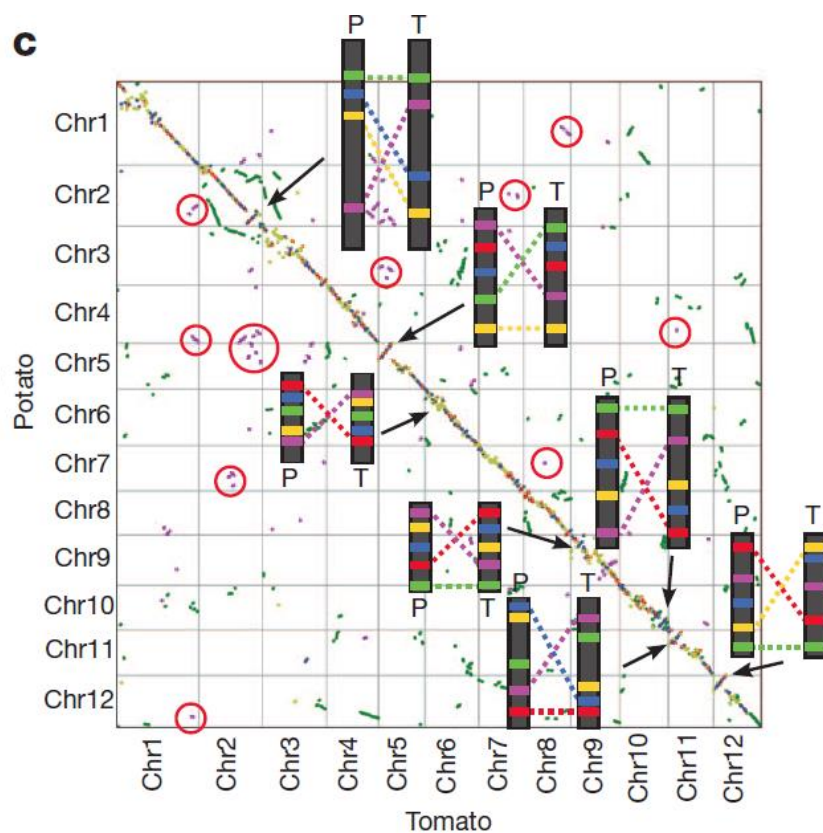 c
P T
Chr1
Chr2
P T
Chr3
Chr4
Chr5
Potato
Chr6
P T
P T
Chr7
Chr8
Chr9
P T
P T
P T
Chr10
Chr11
Chr12
Chr1 Chr2 Chr3 Chr4 Chr5 Chr6 Chr7 Chr8 Chr9 Chr10 Chr11 Chr12
Tomato